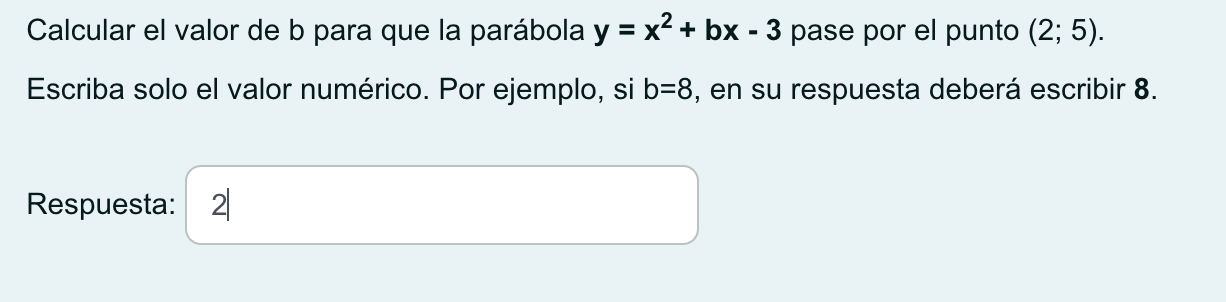 Calcular el valor de b para que la parábola y = x² + bx - 3 pase por el punto (2; 5).
Escriba solo el valor numérico. Por ejemplo, si b=8, en su respuesta deberá escribir 8.
Respuesta: 2